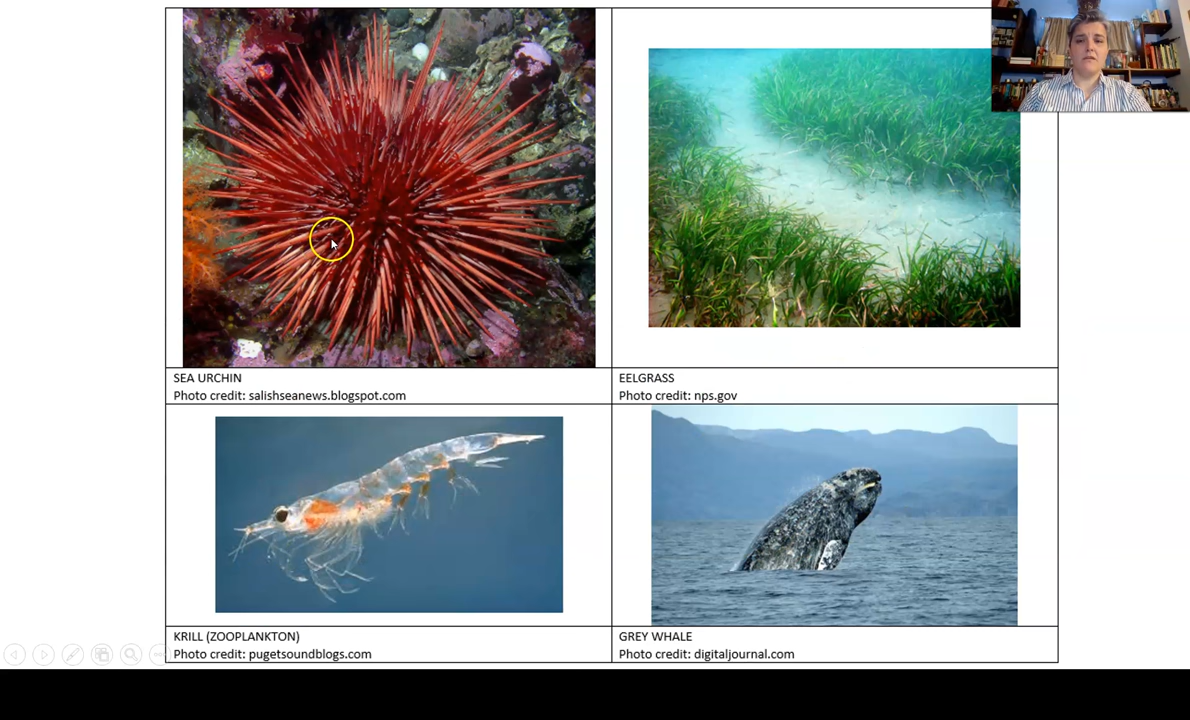 SEA URCHIN
Photo credit: salishseanews.blogspot.com
EELGRASS
Photo credit: nps.gov
KRILL (ZOOPLANKTON)
Photo credit: pugetsoundblogs.com
GREY WHALE
Photo credit: digitaljournal.com